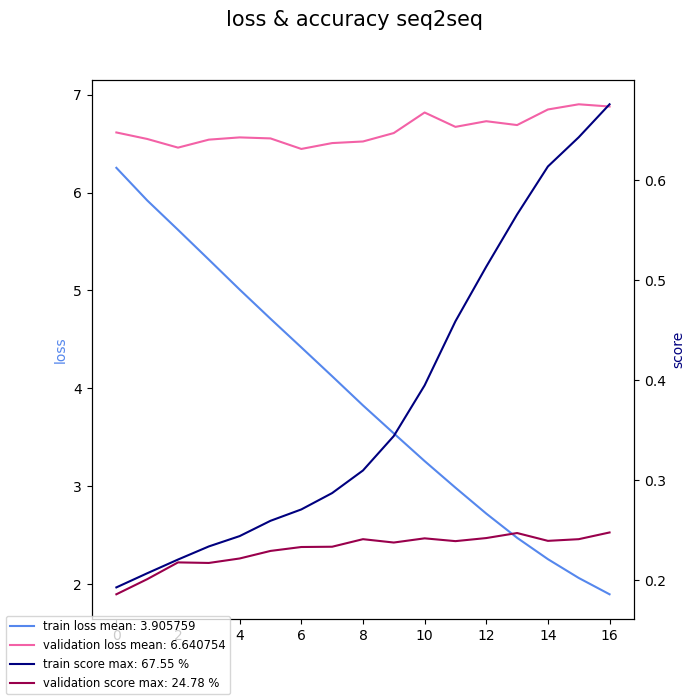 loss & accuracy seq2seq
7
6
5
4
3
2
loss
0.6
0.5
0.4
0.3
0.2
score
0 2 4 6 8 10 12 14 16
train loss mean: 3.905759
validation loss mean: 6.640754
train score max: 67.55 %
validation score max: 24.78 %